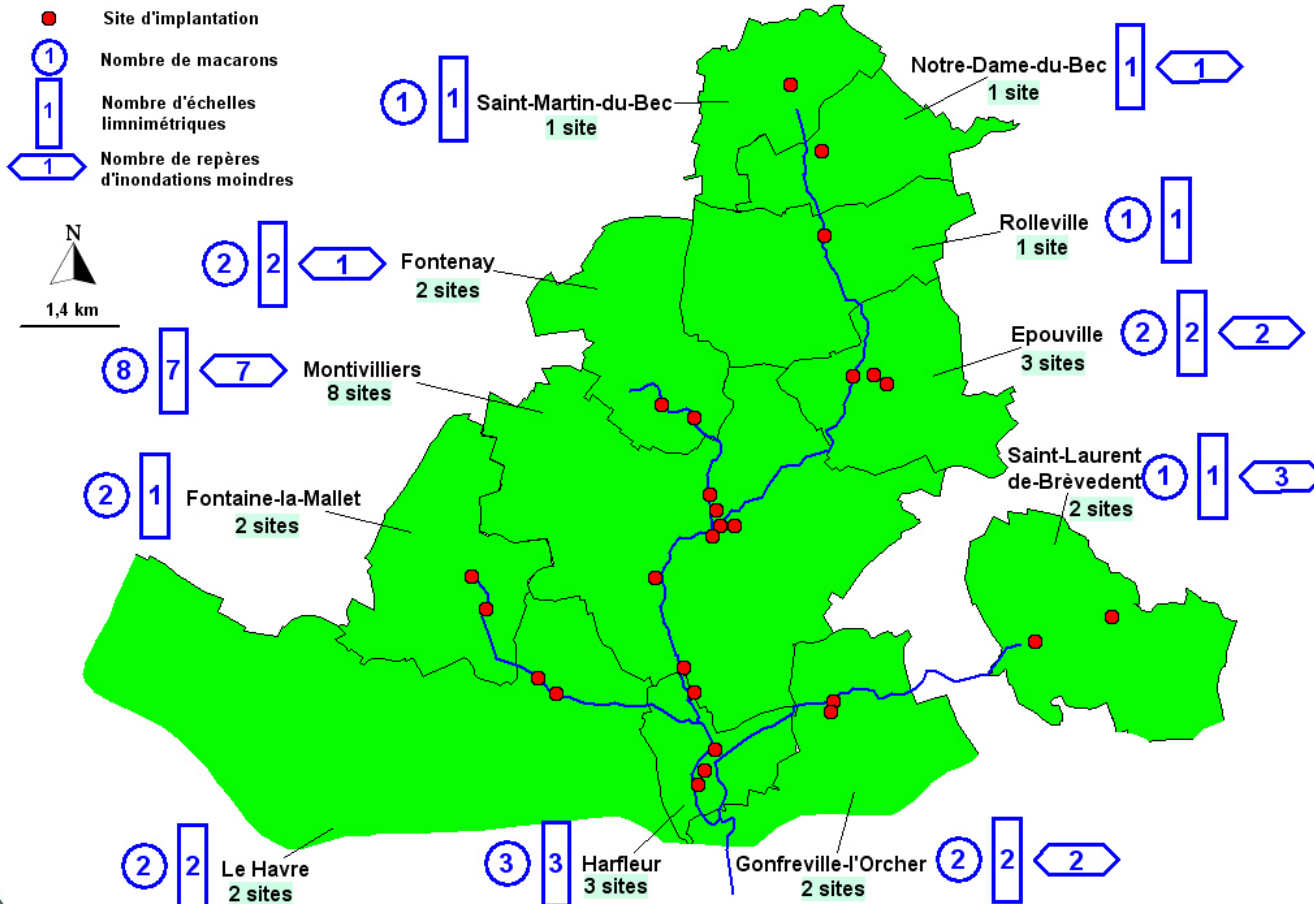 Site d'implantation
1
Nombre de macarons
1
Nombre d'échelles
limnimétriques
1
Nombre de repères
d'inondations moindres
N
1,4 km
1
1
Saint-Martin-du-Bec
1 site
Notre-Dame-du-Bec
1 site
1
1
Rolleville
1 site
1
1
2
2
1
Fontenay
2 sites
Epouville
3 sites
2
2
2
8
7
7
Montivilliers
8 sites
Saint-Laurent
de-Brèvedent
2 sites
1
1
3
2
1
Fontaine-la-Mallet
2 sites
2
2
Le Havre
2 sites
3
3
Harfleur
3 sites
Gonfreville-l'Orcher
2 sites
2
2
2